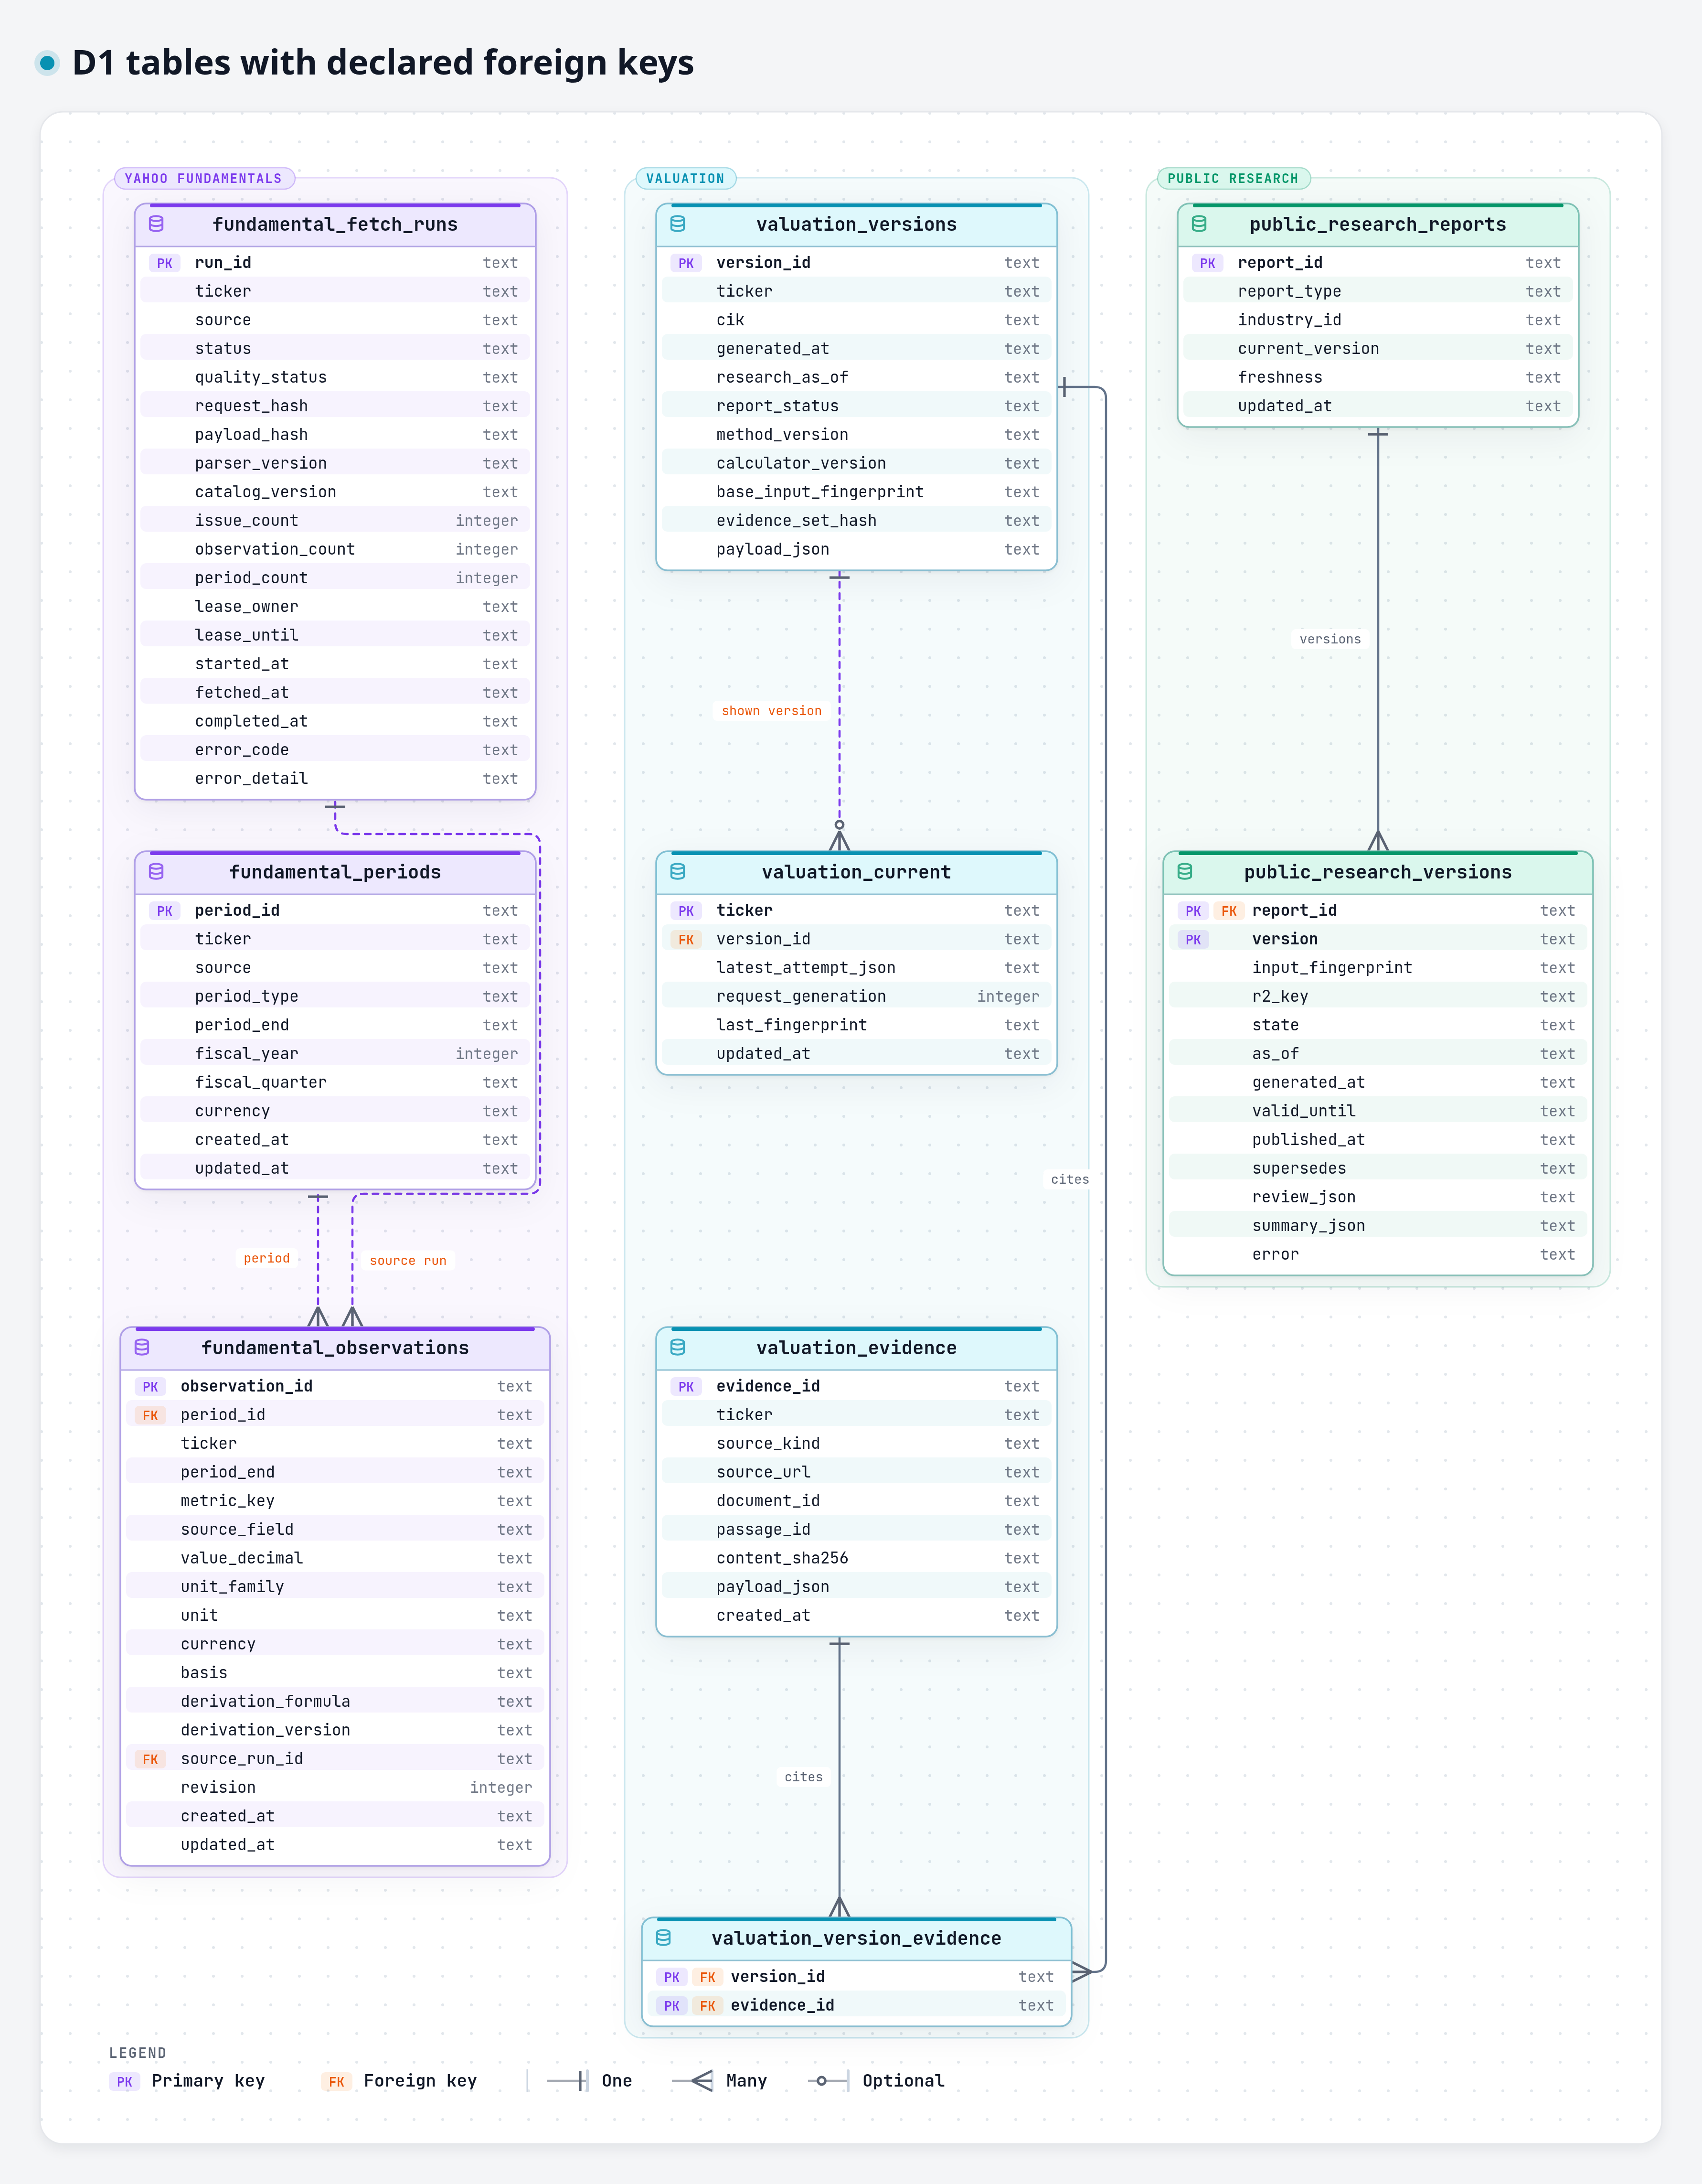 D1 tables with declared foreign keys
YAHOO FUNDAMENTALS
fundamental_fetch_runs
PK run_id text
ticker text
source text
status text
quality_status text
request_hash text
payload_hash text
parser_version text
catalog_version text
issue_count integer
observation_count integer
period_count integer
lease_owner text
lease_until text
started_at text
fetched_at text
completed_at text
error_code text
error_detail text
fundamental_periods
PK period_id text
ticker text
source text
period_type text
period_end text
fiscal_year integer
fiscal_quarter text
currency text
created_at text
updated_at text
period
source run
fundamental_observations
PK observation_id text
FK period_id text
ticker text
period_end text
metric_key text
source_field text
value_decimal text
unit_family text
unit text
currency text
basis text
derivation_formula text
derivation_version text
FK source_run_id text
revision integer
created_at text
updated_at text
VALUATION
valuation_versions
PK version_id text
ticker text
cik text
generated_at text
research_as_of text
report_status text
method_version text
calculator_version text
base_input_fingerprint text
evidence_set_hash text
payload_json text
shown version
valuation_current
PK ticker text
FK version_id text
latest_attempt_json text
request_generation integer
last_fingerprint text
updated_at text
cites
valuation_evidence
PK evidence_id text
ticker text
source_kind text
source_url text
document_id text
passage_id text
content_sha256 text
payload_json text
created_at text
cites
valuation_version_evidence
PK FK version_id text
PK FK evidence_id text
PUBLIC RESEARCH
public_research_reports
PK report_id text
report_type text
industry_id text
current_version text
freshness text
updated_at text
versions
public_research_versions
PK FK report_id text
PK version text
input_fingerprint text
r2_key text
state text
as_of text
generated_at text
valid_until text
published_at text
supersedes text
review_json text
summary_json text
error text
LEGEND
PK Primary key FK Foreign key One Many Optional